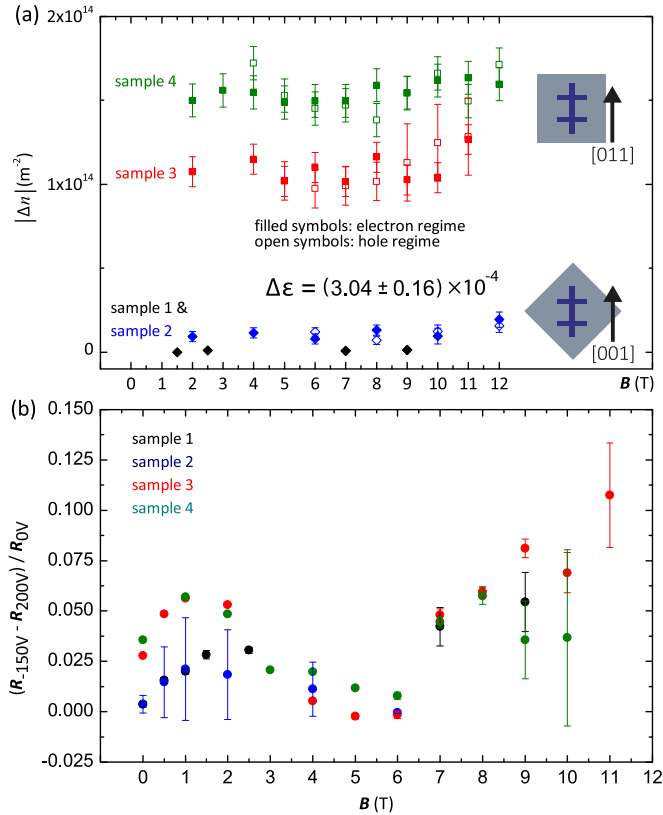 (a)
2x10^14
1x10^14
0
|Δn| (m^-2)
sample 4
sample 3
[011]
filled symbols: electron regime
open symbols: hole regime
Δε = (3.04 ± 0.16) ×10^-4
sample 1 &
sample 2
[001]
0 1 2 3 4 5 6 7 8 9 10 11 12 B (T)
(b)
0.150
0.125
0.100
0.075
0.050
0.025
0.000
-0.025
(R-150V - R200V) / R0V
sample 1
sample 2
sample 3
sample 4
0 1 2 3 4 5 6 7 8 9 10 11
B (T)